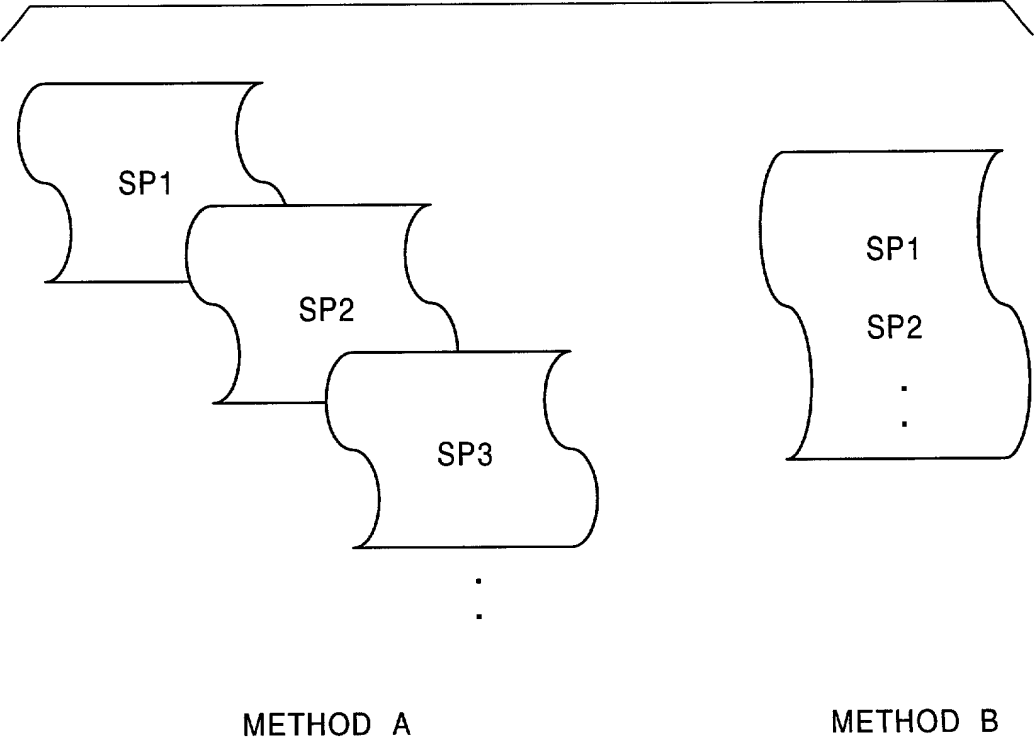 SP1
SP2
SP3
.
.
METHOD A
SP1
SP2
.
.
METHOD B